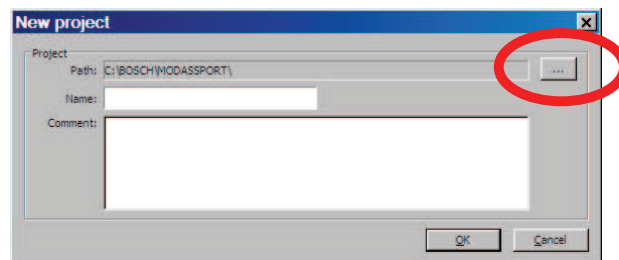 New project
Project
Path: C:\BOSCH\MODASSPORT\ ...
Name:
Comment:
OK Cancel